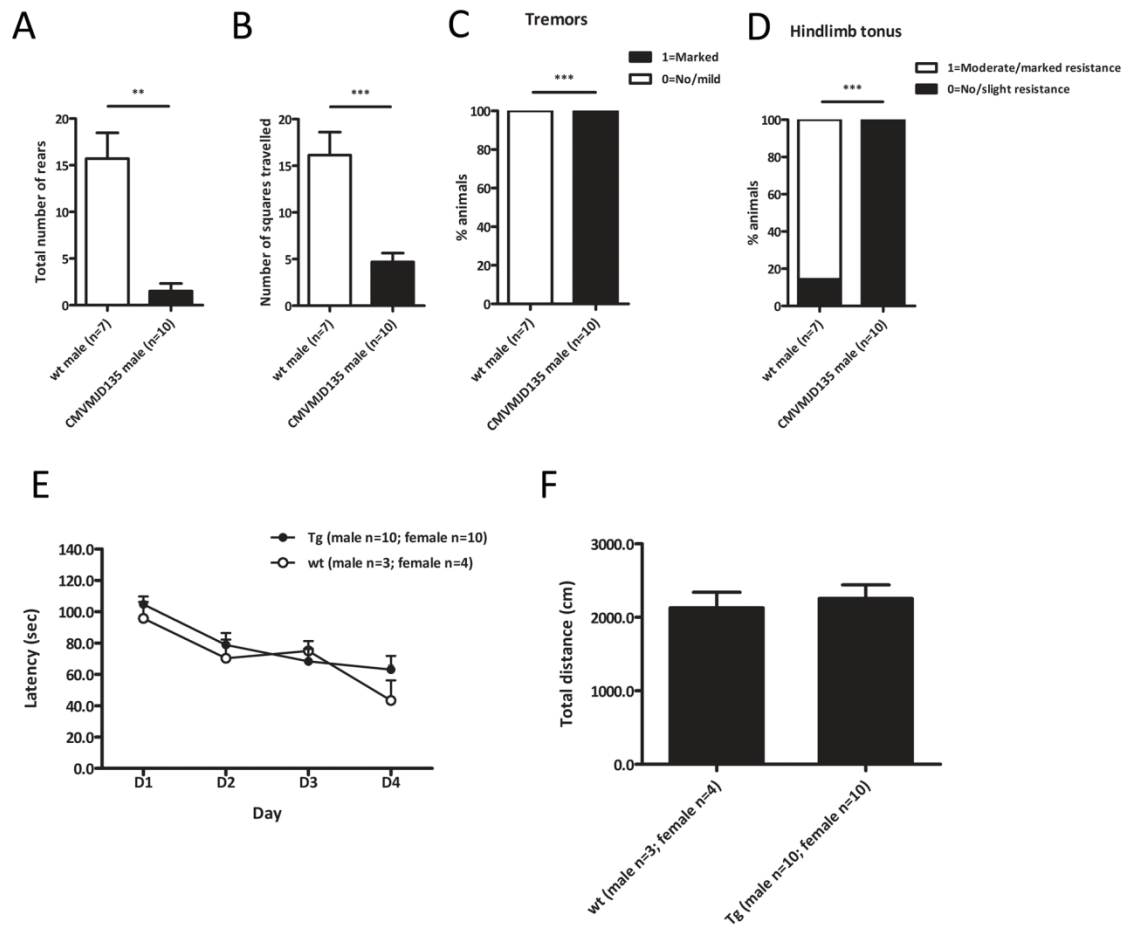 A
Total number of rears
20
15
10
5
0
**
wt male (n=7)
CMVMJD135 male (n=10)
B
Number of squares travelled
20
15
10
5
0
***
wt male (n=7)
CMVMJD135 male (n=10)
C
Tremors
1=Marked
0=No/mild
***
% animals
100
80
60
40
20
0
wt male (n=7)
CMVMJD135 male (n=10)
D
Hindlimb tonus
1=Moderate/marked resistance
0=No/slight resistance
***
% animals
100
80
60
40
20
0
wt male (n=7)
CMVMJD135 male (n=10)
E
Tg (male n=10; female n=10)
wt (male n=3; female n=4)
Latency (sec)
140.0
120.0
100.0
80.0
60.0
40.0
20.0
0.0
D1 D2 D3 D4
Day
F
Total distance (cm)
3000.0
2000.0
1000.0
0.0
wt (male n=3; female n=4)
Tg (male n=10; female n=10)